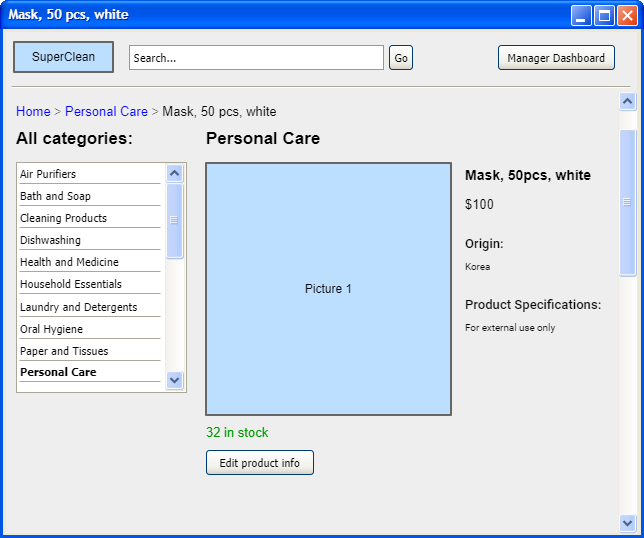 Mask, 50 pcs, white
SuperClean
Search...
Go
Manager Dashboard
Home > Personal Care > Mask, 50 pcs, white
All categories:
Air Purifiers
Bath and Soap
Cleaning Products
Dishwashing
Health and Medicine
Household Essentials
Laundry and Detergents
Oral Hygiene
Paper and Tissues
Personal Care
Personal Care
Picture 1
32 in stock
Edit product info
Mask, 50pcs, white
$100
Origin:
Korea
Product Specifications:
For external use only